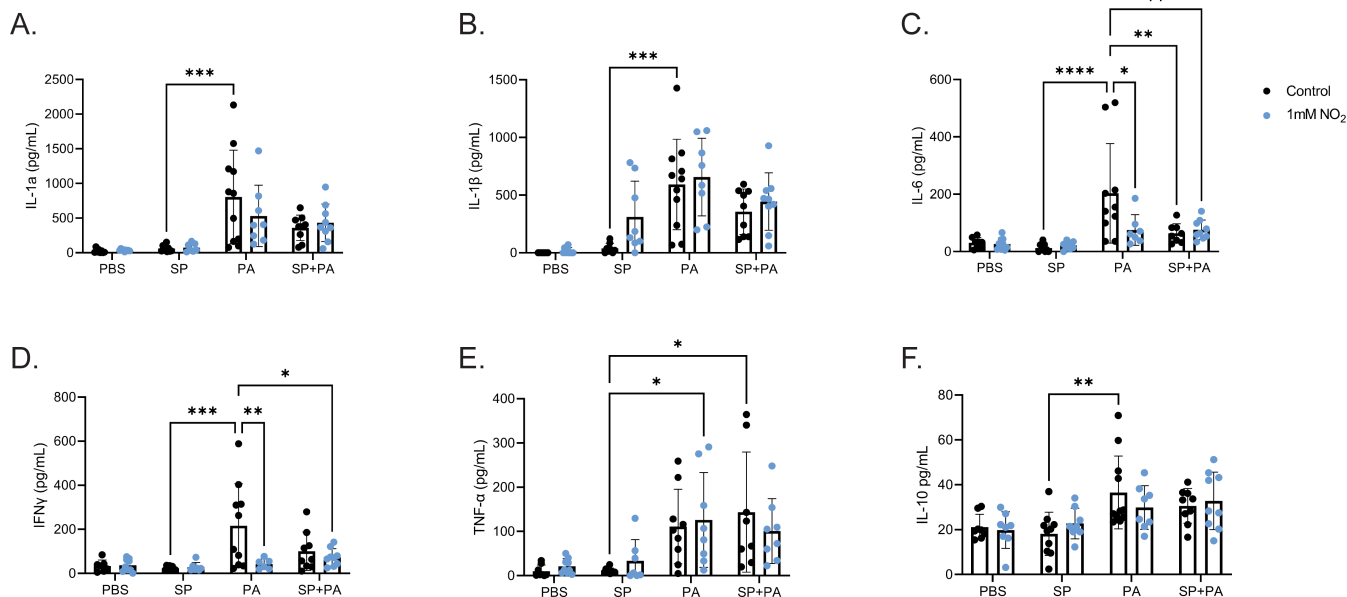 A.
B.
C.
***
2500
2000
1500
1000
500
0
IL-1a (pg/mL)
PBS
SP
PA
SP+PA
***
1500
1000
500
0
IL-1β (pg/mL)
PBS
SP
PA
SP+PA
**
****
*
600
400
200
0
IL-6 (pg/mL)
PBS
SP
PA
SP+PA
Control
1mM NO2
D.
E.
F.
*
***
**
800
600
400
200
0
IFNγ (pg/mL)
PBS
SP
PA
SP+PA
*
*
400
300
200
100
0
TNF-α (pg/mL)
PBS
SP
PA
SP+PA
**
80
60
40
20
0
IL-10 pg/mL)
PBS
SP
PA
SP+PA